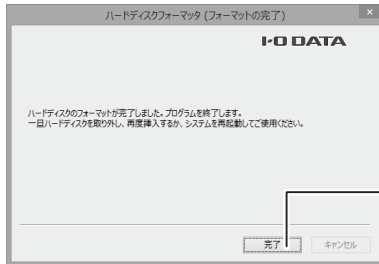 ハードディスクフォーマッタ (フォーマットの完了)
×
I-O DATA
ハードディスクのフォーマットが完了しました。プログラムを終了します。
一旦ハードディスクを取り外し、再度挿入するか、システムを再起動してご使用ください。
完了
キャンセル